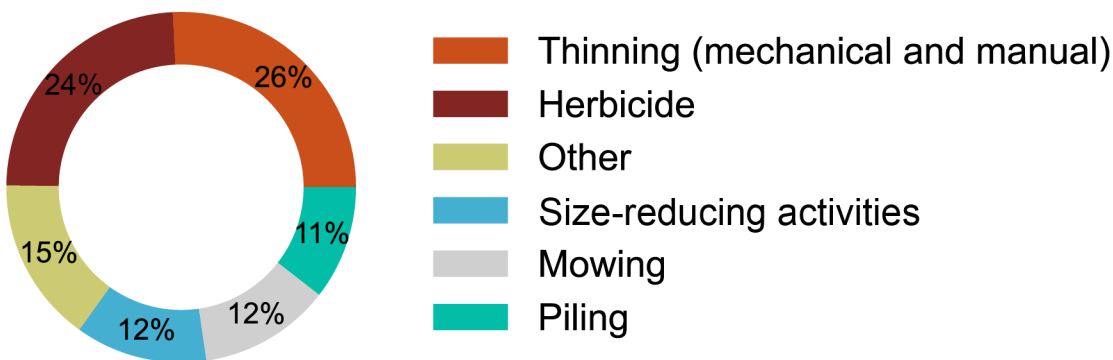 26%
24%
15%
12%
12%
11%
Thinning (mechanical and manual)
Herbicide
Other
Size-reducing activities
Mowing
Piling